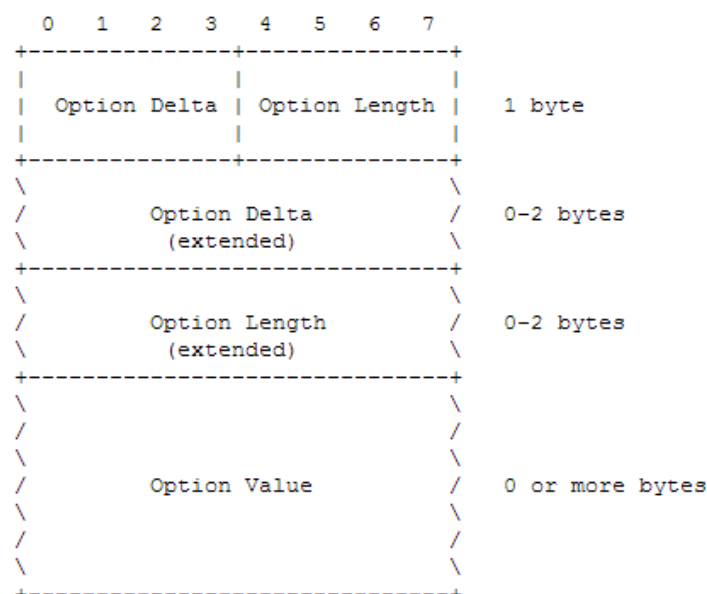 0   1   2   3   4   5   6   7
Option Delta | Option Length | 1 byte
Option Delta 0-2 bytes
(extended)
Option Length 0-2 bytes
(extended)
Option Value 0 or more bytes